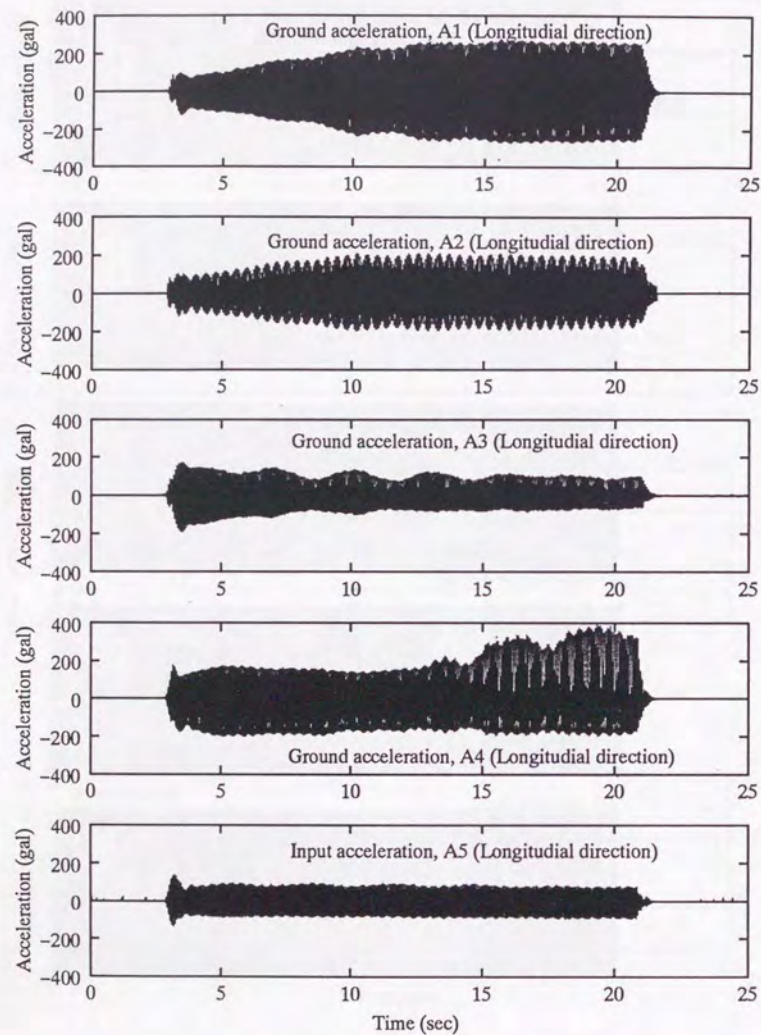 400
Ground acceleration, A1 (Longitudial direction)
200
0
−200
−400
Acceleration (gal)
0 5 10 15 20 25
400
Ground acceleration, A2 (Longitudial direction)
200
0
−200
−400
Acceleration (gal)
0 5 10 15 20 25
400
Ground acceleration, A3 (Longitudial direction)
200
0
−200
−400
Acceleration (gal)
0 5 10 15 20 25
400
200
0
−200
Ground acceleration, A4 (Longitudial direction)
−400
Acceleration (gal)
0 5 10 15 20 25
400
Input acceleration, A5 (Longitudial direction)
200
0
−200
−400
Acceleration (gal)
0 5 10 15 20 25
Time (sec)